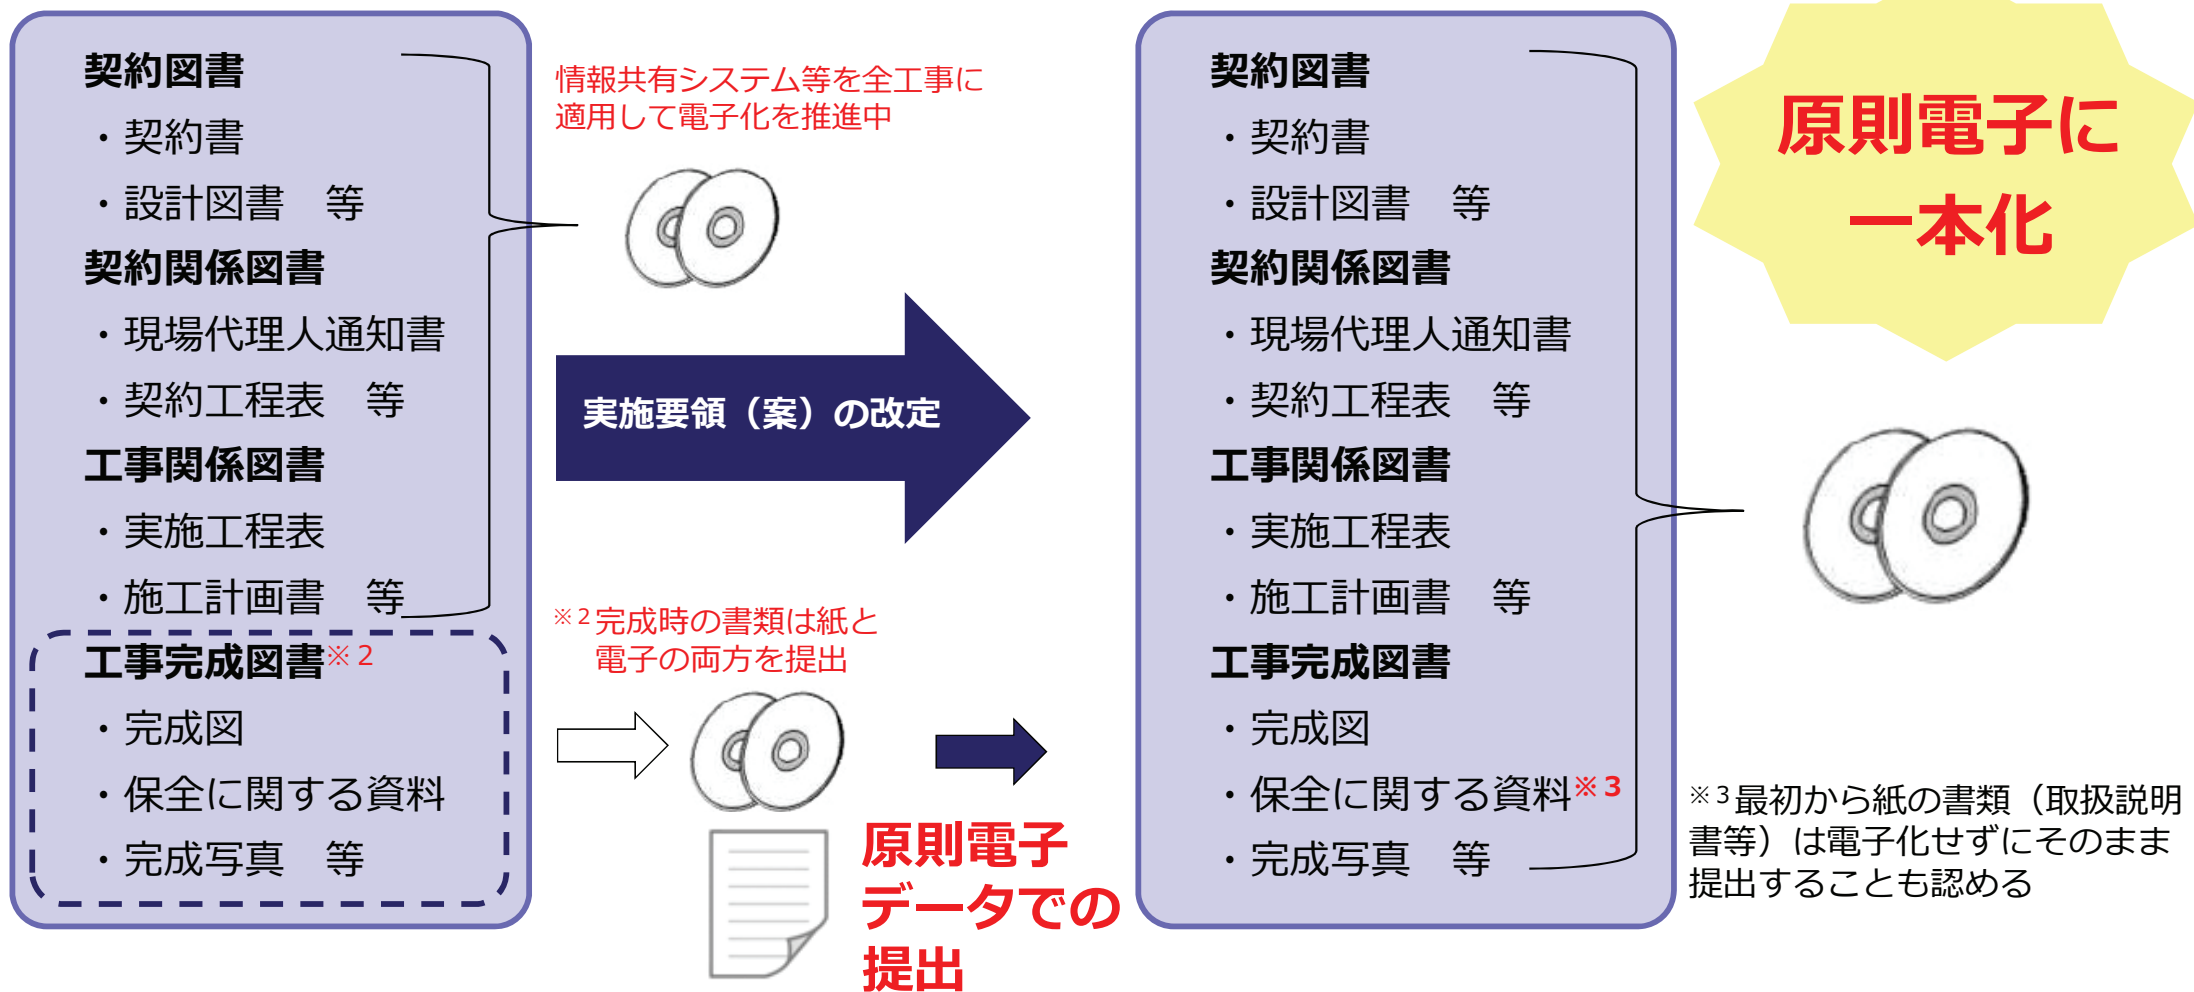 契約図書
・契約書
・設計図書　等
契約関係図書
・現場代理人通知書
・契約工程表　等
工事関係図書
・実施工程表
・施工計画書　等
工事完成図書※２
・完成図
・保全に関する資料
・完成写真　等
情報共有システム等を全工事に
適用して電子化を推進中
実施要領（案）の改定
※２完成時の書類は紙と
電子の両方を提出
原則電子
データでの
提出
契約図書
・契約書
・設計図書　等
契約関係図書
・現場代理人通知書
・契約工程表　等
工事関係図書
・実施工程表
・施工計画書　等
工事完成図書
・完成図
・保全に関する資料※３
・完成写真　等
原則電子に
一本化
※３最初から紙の書類（取扱説明
書等）は電子化せずにそのまま
提出することも認める